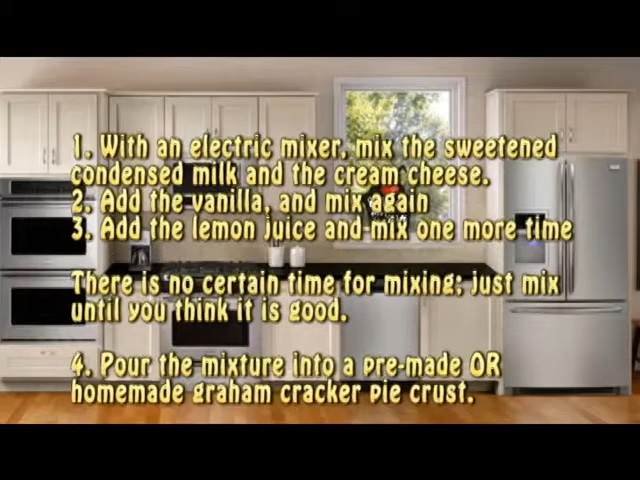 1. With an electric mixer, mix the sweetened
condensed milk and the cream cheese.
2. Add the vanilla, and mix again
3. Add the lemon juice and mix one more time
There is no certain time for mixing; just mix
until you think it is good.
4. Pour the mixture into a pre-made OR
homemade graham cracker pie crust.